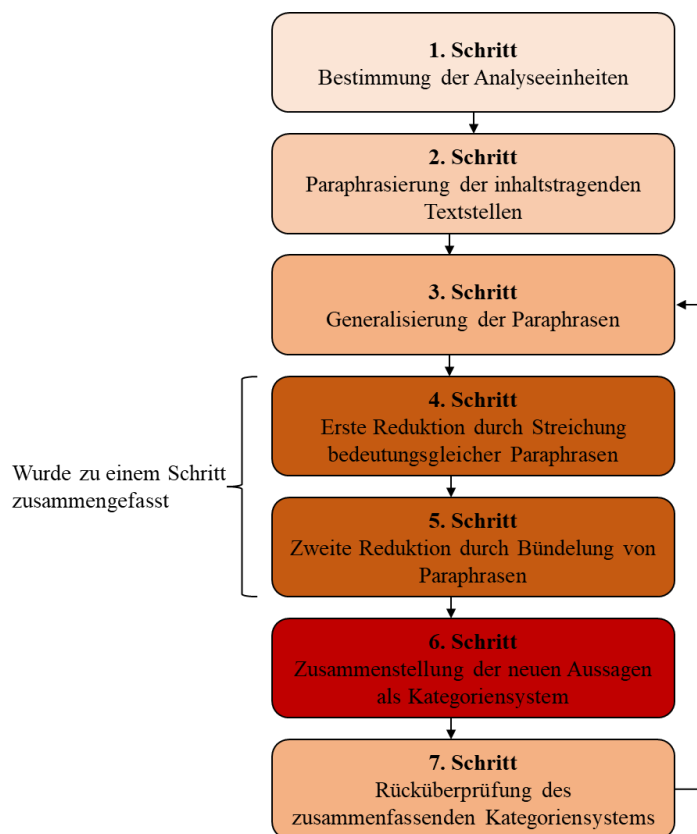 1. Schritt
Bestimmung der Analyseeinheiten
2. Schritt
Paraphrasierung der inhaltstragenden
Textstellen
3. Schritt
Generalisierung der Paraphrasen
4. Schritt
Erste Reduktion durch Streichung
bedeutungsgleicher Paraphrasen
Wurde zu einem Schritt
zusammengefasst
5. Schritt
Zweite Reduktion durch Bündelung von
Paraphrasen
6. Schritt
Zusammenstellung der neuen Aussagen
als Kategoriensystem
7. Schritt
Rücküberprüfung des
zusammenfassenden Kategoriensystems